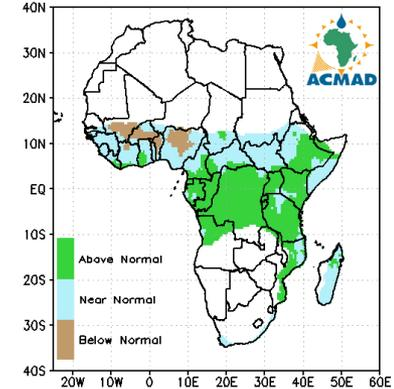 40N
30N
ACMAD
20N
10N
EQ
10S
Above Normal
20S
Near Normal
30S
Below Normal
40S
20W 10W 0 10E 20E 30E 40E 50E 60E